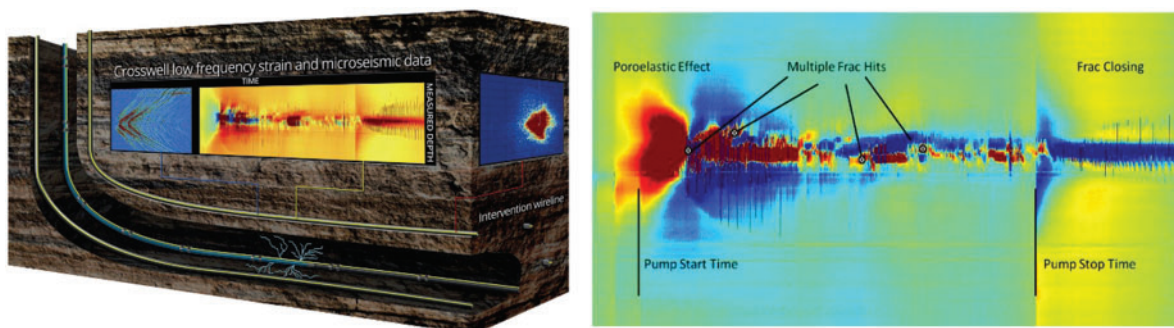 Crosswell low frequency strain and microseismic data
TIME
MEASURED DEPTH
Intervention wireline
Poroelastic Effect
Multiple Frac Hits
Frac Closing
Pump Start Time
Pump Stop Time